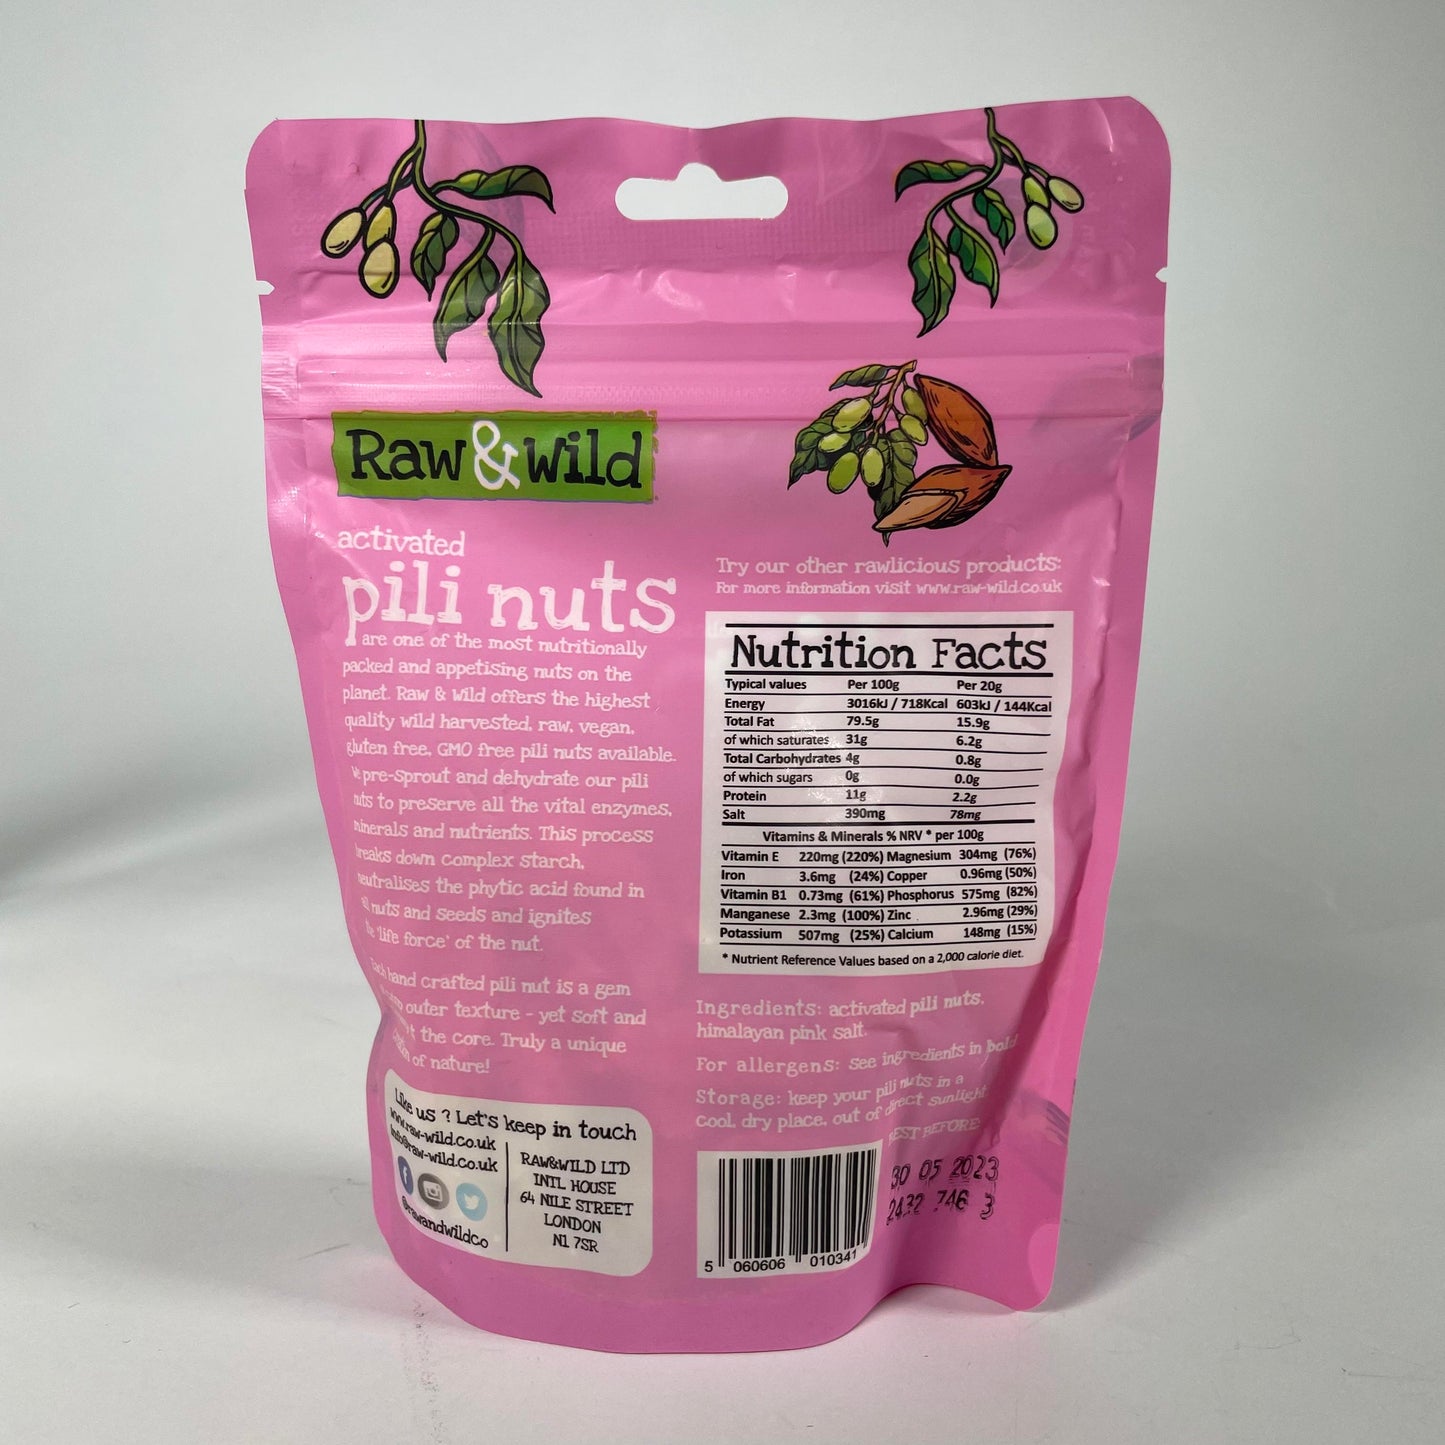 Raw & Wild
activated
pili nuts
are one of the most nutritionally
packed and appetising nuts on the
planet. Raw & Wild offers the highest
quality wild harvested, raw, vegan,
gluten free, GMO free pili nuts available.
pre-sprout and dehydrate our pili
nuts to preserve all the vital enzymes,
minerals and nutrients. This process
breaks down complex starch,
neutralises the phytic acid found in
all nuts and seeds and ignites
the 'life force' of the nut.
Each hand crafted pili nut is a gem
outer texture - yet soft and
the core. Truly a unique
of nature!
Like us ? Let's keep in touch
www.raw-wild.co.uk
info@raw-wild.co.uk
@rawandwildco
RAW&WILD LTD
INTL HOUSE
64 NILE STREET
LONDON
N1 7SR
Try our other rawlicious products:
For more information visit www.raw-wild.co.uk
Nutrition Facts
Typical values Per 100g Per 20g
Energy 3016kJ / 718Kcal 603kJ / 144Kcal
Total Fat 79.5g 15.9g
of which saturates 31g 6.2g
Total Carbohydrates 4g 0.8g
of which sugars 0g 0.0g
Protein 11g 2.2g
Salt 390mg 78mg
Vitamins & Minerals % NRV * per 100g
Vitamin E 220mg (220%) Magnesium 304mg (76%)
Iron 3.6mg (24%) Copper 0.96mg (50%)
Vitamin B1 0.73mg (61%) Phosphorus 575mg (82%)
Manganese 2.3mg (100%) Zinc 2.96mg (29%)
Potassium 507mg (25%) Calcium 148mg (15%)
* Nutrient Reference Values based on a 2,000 calorie diet.
Ingredients: activated pili nuts,
himalayan pink salt.
For allergens: see ingredients in bold
Storage: keep your pili nuts in a
cool, dry place, out of direct sunlight
BEST BEFORE:
30 05 2023
2432 746 3
5 060606 010341